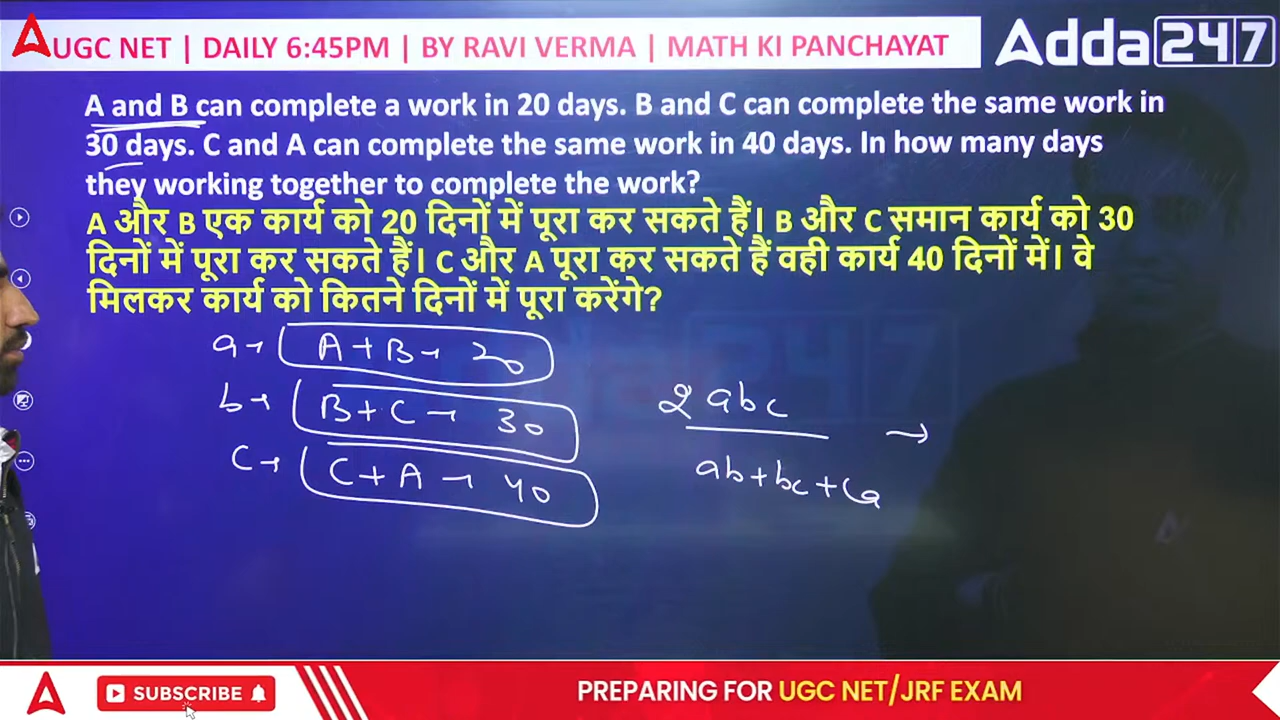 UGC NET | DAILY 6:45PM | BY RAVI VERMA | MATH KI PANCHAYAT
Adda247
A and B can complete a work in 20 days. B and C can complete the same work in
30 days. C and A can complete the same work in 40 days. In how many days
they working together to complete the work?
A और B एक कार्य को 20 दिनों में पूरा कर सकते हैं। B और C समान कार्य को 30
दिनों में पूरा कर सकते हैं। C और A पूरा कर सकते हैं वही कार्य 40 दिनों में। वे
मिलकर कार्य को कितने दिनों में पूरा करेंगे?
a→ A+B→ 20
b→ B+C→ 30
c→ C+A→ 40
2abc →
ab+bc+ca
SUBSCRIBE
PREPARING FOR UGC NET/JRF EXAM